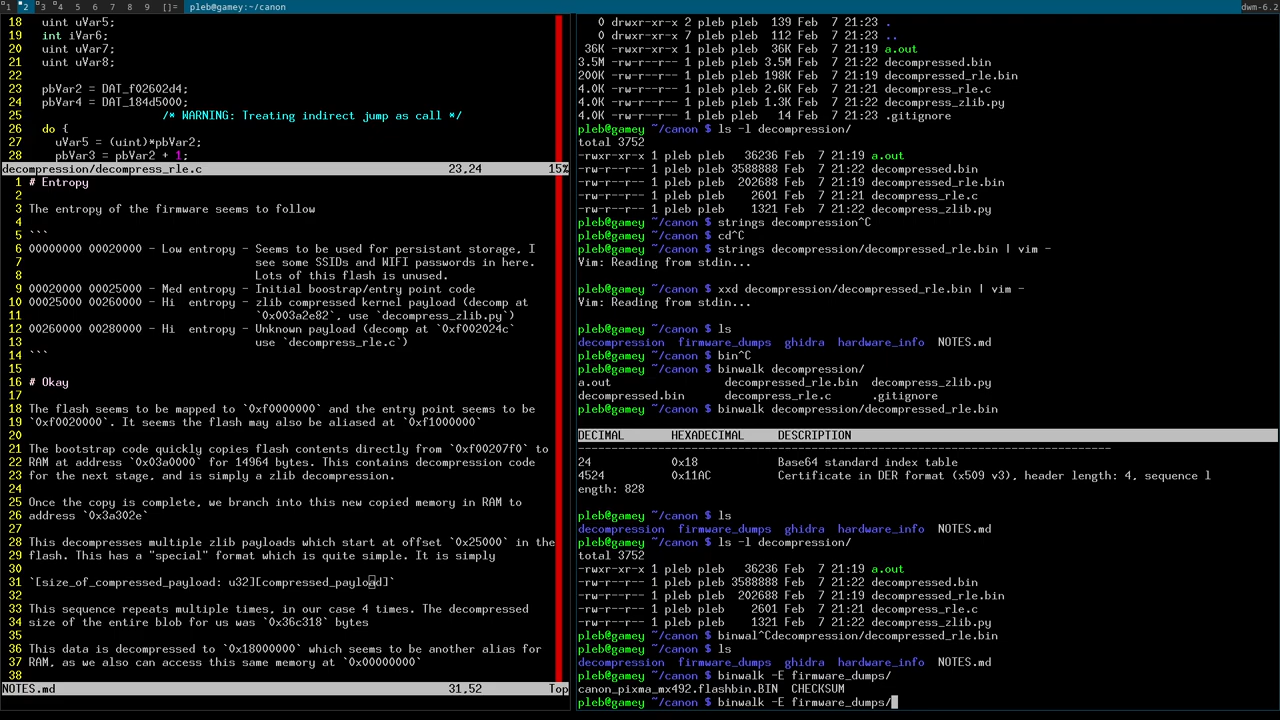 1 2 3 4 5 6 7 8 9 []= pleb@gamey:~/canon dwm-6.2
18 uint uVar5;
19 int iVar6;
20 uint uVar7;
21 uint uVar8;
22
23 pbVar2 = DAT_f02602d4;
24 pbVar4 = DAT_184d5000;
25 /* WARNING: Treating indirect jump as call */
26 do {
27 uVar5 = (uint)*pbVar2;
28 pbVar3 = pbVar2 + 1;
decompression/decompress_rle.c 23,24 15%
1 # Entropy
2
3 The entropy of the firmware seems to follow
4
5 ```
6 00000000 00020000 - Low entropy - Seems to be used for persistant storage, I
7 see some SSIDs and WIFI passwords in here.
8 Lots of this flash is unused.
9 00020000 00025000 - Med entropy - Initial boostrap/entry point code
10 00025000 00260000 - Hi entropy - zlib compressed kernel payload (decomp at
11 `0x003a2e82`, use `decompress_zlib.py`)
12 00260000 00280000 - Hi entropy - Unknown payload (decomp at `0xf002024c`
13 use `decompress_rle.c`)
14 ```
15
16 # Okay
17
18 The flash seems to be mapped to `0xf0000000` and the entry point seems to be
19 `0xf0020000`. It seems the flash may also be aliased at `0xf1000000`
20
21 The bootstrap code quickly copies flash contents directly from `0xf00207f0` to
22 RAM at address `0x03a0000` for 14964 bytes. This contains decompression code
23 for the next stage, and is simply a zlib decompression.
24
25 Once the copy is complete, we branch into this new copied memory in RAM to
26 address `0x3a302e`
27
28 This decompresses multiple zlib payloads which start at offset `0x25000` in the
29 flash. This has a "special" format which is quite simple. It is simply
30
31 `[size_of_compressed_payload: u32][compressed_payload]`
32
33 This sequence repeats multiple times, in our case 4 times. The decompressed
34 size of the entire blob for us was `0x36c318` bytes
35
36 This data is decompressed to `0x18000000` which seems to be another alias for
37 RAM, as we also can access this same memory at `0x00000000`
38
NOTES.md 31,52 Top
0 drwxr-xr-x 2 pleb pleb 139 Feb 7 21:23 .
0 drwxr-xr-x 7 pleb pleb 112 Feb 7 21:23 ..
36K -rwxr-xr-x 1 pleb pleb 36K Feb 7 21:19 a.out
3.5M -rw-r--r-- 1 pleb pleb 3.5M Feb 7 21:22 decompressed.bin
200K -rw-r--r-- 1 pleb pleb 198K Feb 7 21:19 decompressed_rle.bin
4.0K -rw-r--r-- 1 pleb pleb 2.6K Feb 7 21:21 decompress_rle.c
4.0K -rw-r--r-- 1 pleb pleb 1.3K Feb 7 21:22 decompress_zlib.py
4.0K -rw-r--r-- 1 pleb pleb 14 Feb 7 21:23 .gitignore
pleb@gamey ~/canon $ ls -l decompression/
total 3752
-rwxr-xr-x 1 pleb pleb 36236 Feb 7 21:19 a.out
-rw-r--r-- 1 pleb pleb 3588888 Feb 7 21:22 decompressed.bin
-rw-r--r-- 1 pleb pleb 202688 Feb 7 21:19 decompressed_rle.bin
-rw-r--r-- 1 pleb pleb 2601 Feb 7 21:21 decompress_rle.c
-rw-r--r-- 1 pleb pleb 1321 Feb 7 21:22 decompress_zlib.py
pleb@gamey ~/canon $ strings decompression^C
pleb@gamey ~/canon $ cd^C
pleb@gamey ~/canon $ strings decompression/decompressed_rle.bin | vim -
Vim: Reading from stdin...

pleb@gamey ~/canon $ xxd decompression/decompressed_rle.bin | vim -
Vim: Reading from stdin...

pleb@gamey ~/canon $ ls
decompression firmware_dumps ghidra hardware_info NOTES.md
pleb@gamey ~/canon $ bin^C
pleb@gamey ~/canon $ binwalk decompression/
a.out decompressed_rle.bin decompress_zlib.py
decompressed.bin decompress_rle.c .gitignore
pleb@gamey ~/canon $ binwalk decompression/decompressed_rle.bin

DECIMAL HEXADECIMAL DESCRIPTION
--------------------------------------------------------------------------------
24 0x18 Base64 standard index table
4524 0x11AC Certificate in DER format (x509 v3), header length: 4, sequence l
ength: 828

pleb@gamey ~/canon $ ls
decompression firmware_dumps ghidra hardware_info NOTES.md
pleb@gamey ~/canon $ ls -l decompression/
total 3752
-rwxr-xr-x 1 pleb pleb 36236 Feb 7 21:19 a.out
-rw-r--r-- 1 pleb pleb 3588888 Feb 7 21:22 decompressed.bin
-rw-r--r-- 1 pleb pleb 202688 Feb 7 21:19 decompressed_rle.bin
-rw-r--r-- 1 pleb pleb 2601 Feb 7 21:21 decompress_rle.c
-rw-r--r-- 1 pleb pleb 1321 Feb 7 21:22 decompress_zlib.py
pleb@gamey ~/canon $ binwal^Cdecompression/decompressed_rle.bin
pleb@gamey ~/canon $ ls
decompression firmware_dumps ghidra hardware_info NOTES.md
pleb@gamey ~/canon $ binwalk -E firmware_dumps/
canon_pixma_mx492.flashbin.BIN CHECKSUM
pleb@gamey ~/canon $ binwalk -E firmware_dumps/